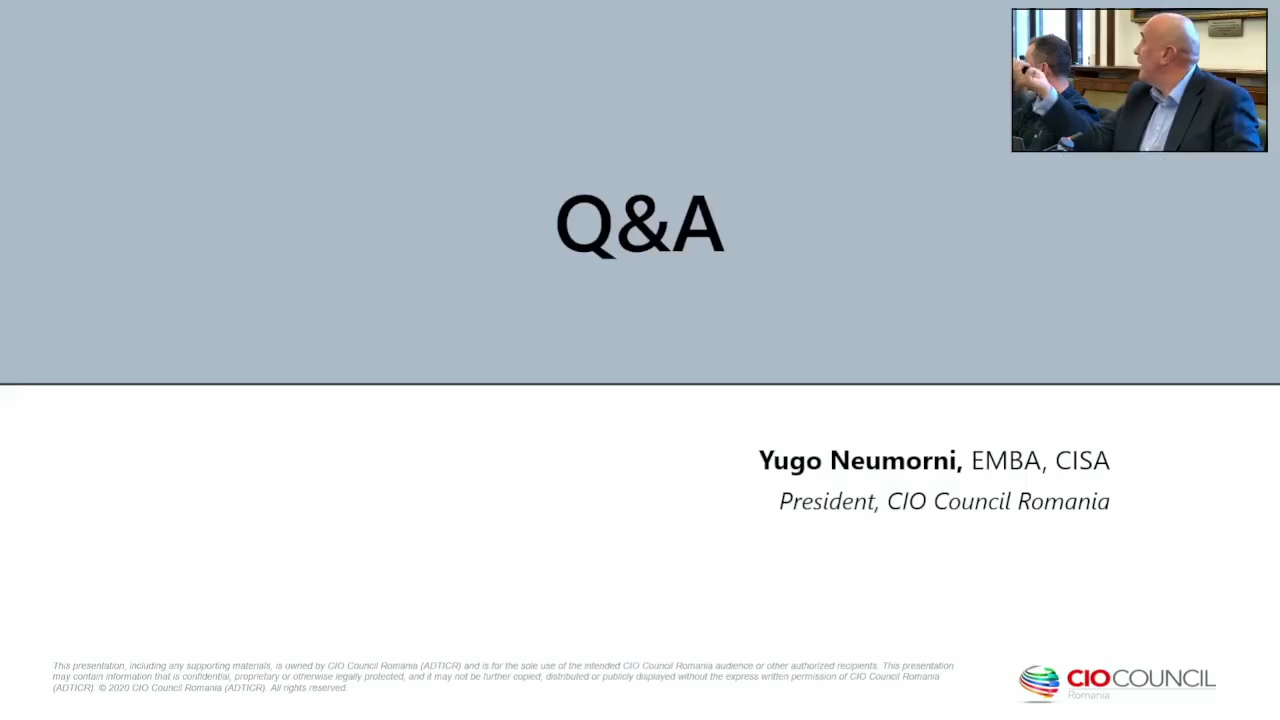 Q&A
Yugo Neumorni, EMBA, CISA
President, CIO Council Romania
This presentation, including any supporting materials, is owned by CIO Council Romania (ADTICR) and is for the sole use of the intended CIO Council Romania audience or other authorized recipients. This presentation
may contain information that is confidential, proprietary or otherwise legally protected, and it may not be further copied, distributed or publicly displayed without the express written permission of CIO Council Romania
(ADTICR). © 2020 CIO Council Romania (ADTICR). All rights reserved.
CIO COUNCIL
Romania